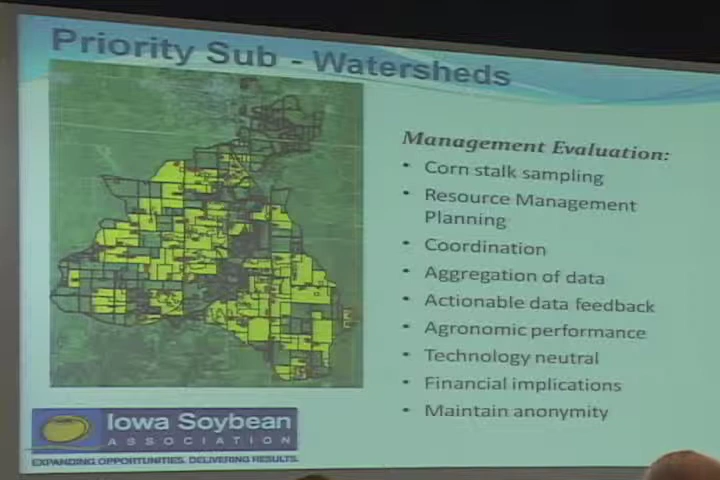 Priority Sub - Watersheds
Management Evaluation:
• Corn stalk sampling
• Resource Management
Planning
• Coordination
• Aggregation of data
• Actionable data feedback
• Agronomic performance
• Technology neutral
• Financial implications
• Maintain anonymity
Iowa Soybean
ASSOCIATION
EXPANDING OPPORTUNITIES. DELIVERING RESULTS.